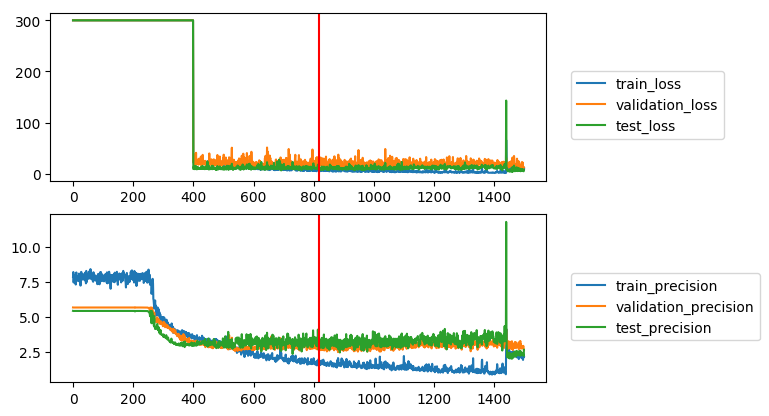 300
200
100
0
0 200 400 600 800 1000 1200 1400
train_loss
validation_loss
test_loss
10.0
7.5
5.0
2.5
0 200 400 600 800 1000 1200 1400
train_precision
validation_precision
test_precision